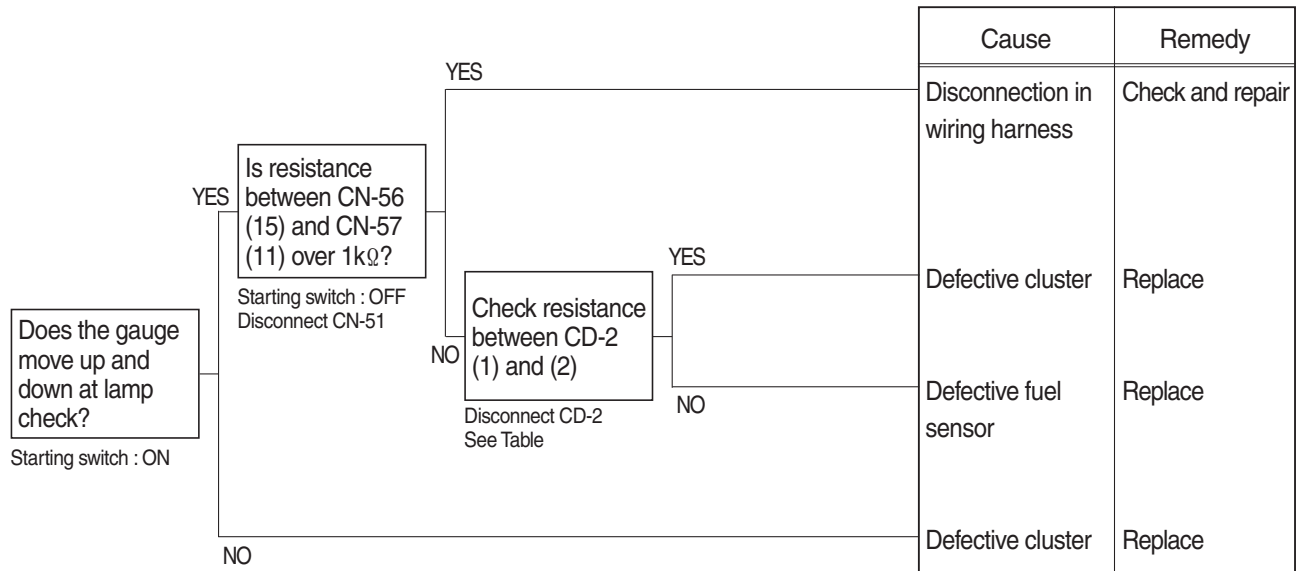 Cause Remedy
YES
Disconnection in Check and repair
wiring harness
Is resistance
between CN-56
(15) and CN-57
(11) over 1kΩ?
YES
Starting switch : OFF
Disconnect CN-51
YES
Defective cluster Replace
Check resistance
between CD-2
(1) and (2)
NO
Disconnect CD-2
See Table
Does the gauge
move up and
down at lamp
check?
Starting switch : ON
NO
Defective fuel Replace
sensor
NO
Defective cluster Replace